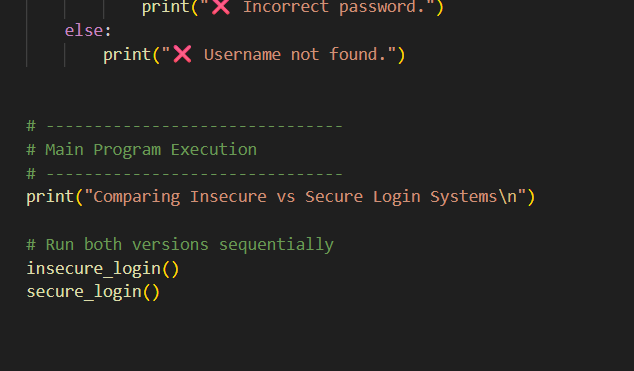 print("❌ Incorrect password.")
else:
print("❌ Username not found.")
# -------------------------------
# Main Program Execution
# -------------------------------
print("Comparing Insecure vs Secure Login Systems\n")
# Run both versions sequentially
insecure_login()
secure_login()